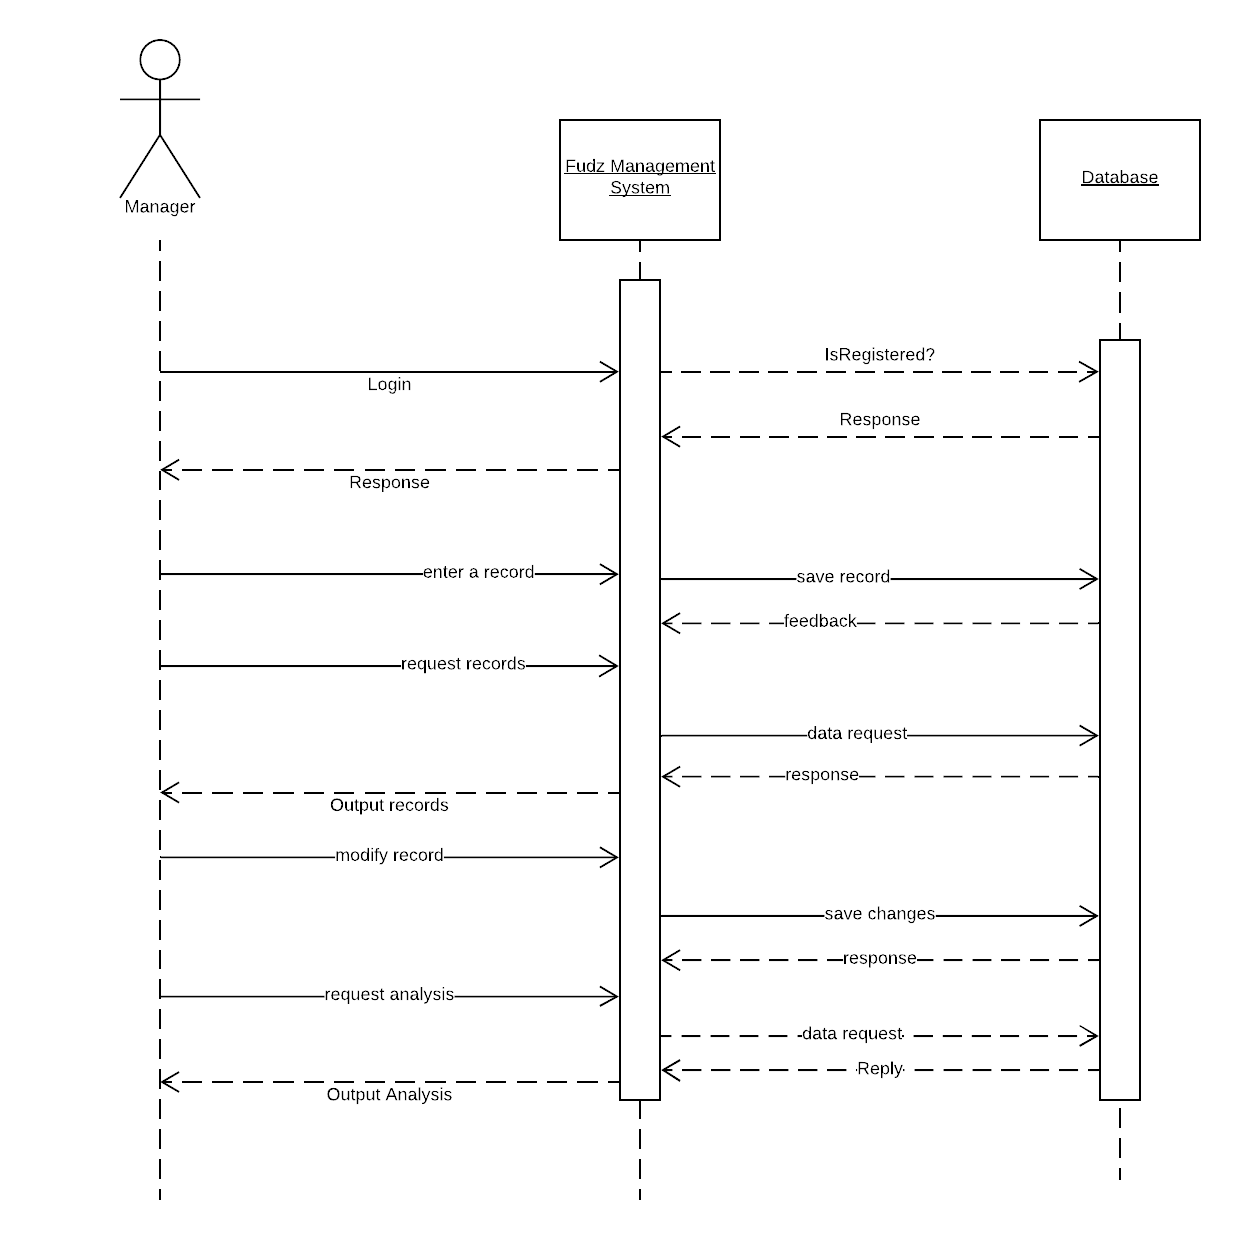 Manager
Fudz Management
System
Database
IsRegistered?
Login
Response
Response
enter a record
save record
feedback
request records
data request
response
Output records
modify record
save changes
response
request analysis
data request
Reply
Output Analysis